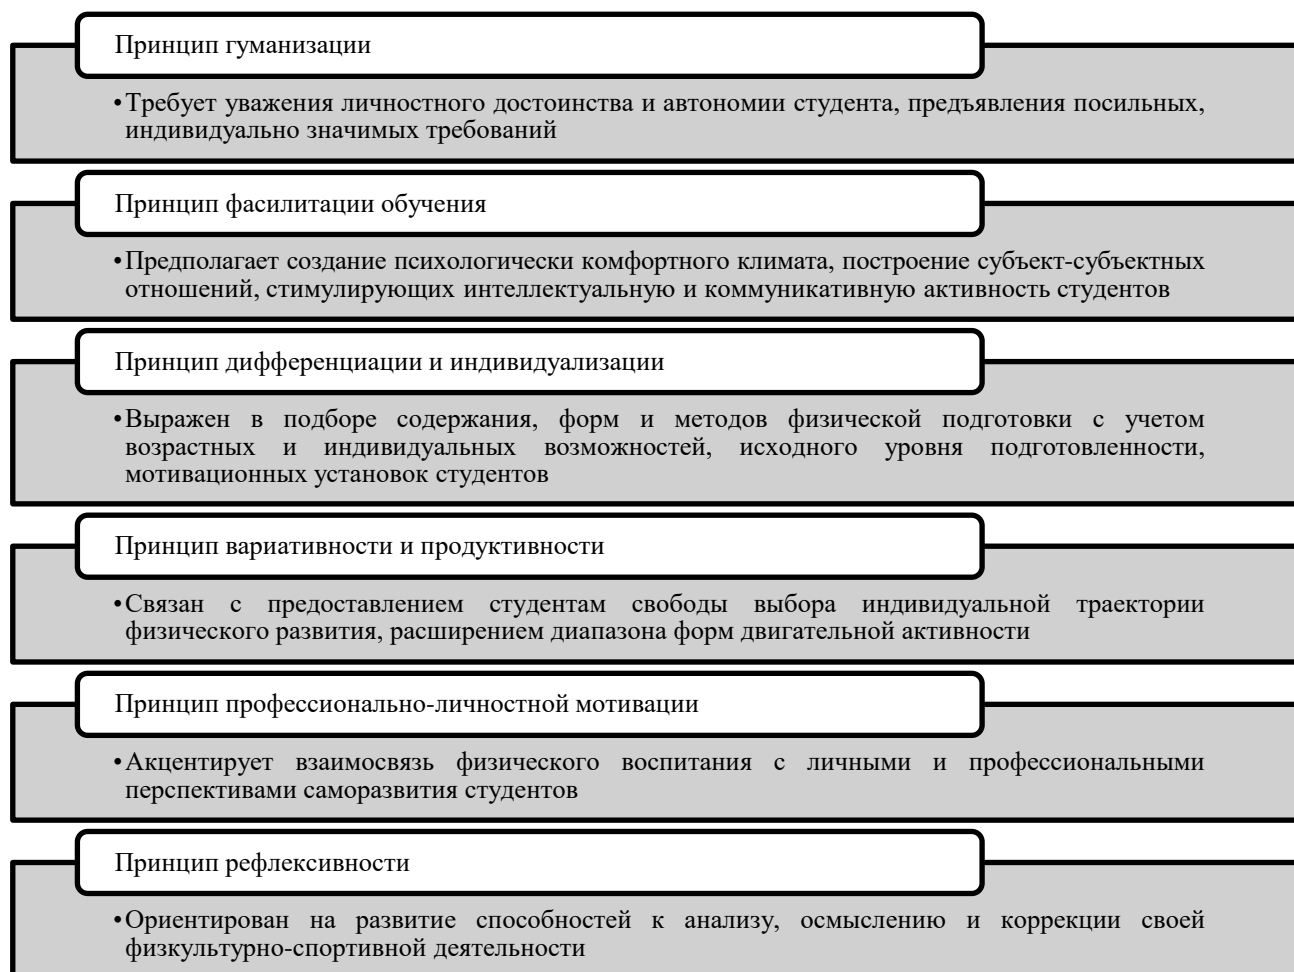 Принцип гуманизации
•Требует уважения личностного достоинства и автономии студента, предъявления посильных,
индивидуально значимых требований
Принцип фасилитации обучения
•Предполагает создание психологически комфортного климата, построение субъект-субъектных
отношений, стимулирующих интеллектуальную и коммуникативную активность студентов
Принцип дифференциации и индивидуализации
•Выражен в подборе содержания, форм и методов физической подготовки с учетом
возрастных и индивидуальных возможностей, исходного уровня подготовленности,
мотивационных установок студентов
Принцип вариативности и продуктивности
•Связан с предоставлением студентам свободы выбора индивидуальной траектории
физического развития, расширением диапазона форм двигательной активности
Принцип профессионально-личностной мотивации
•Акцентирует взаимосвязь физического воспитания с личными и профессиональными
перспективами саморазвития студентов
Принцип рефлексивности
•Ориентирован на развитие способностей к анализу, осмыслению и коррекции своей
физкультурно-спортивной деятельности